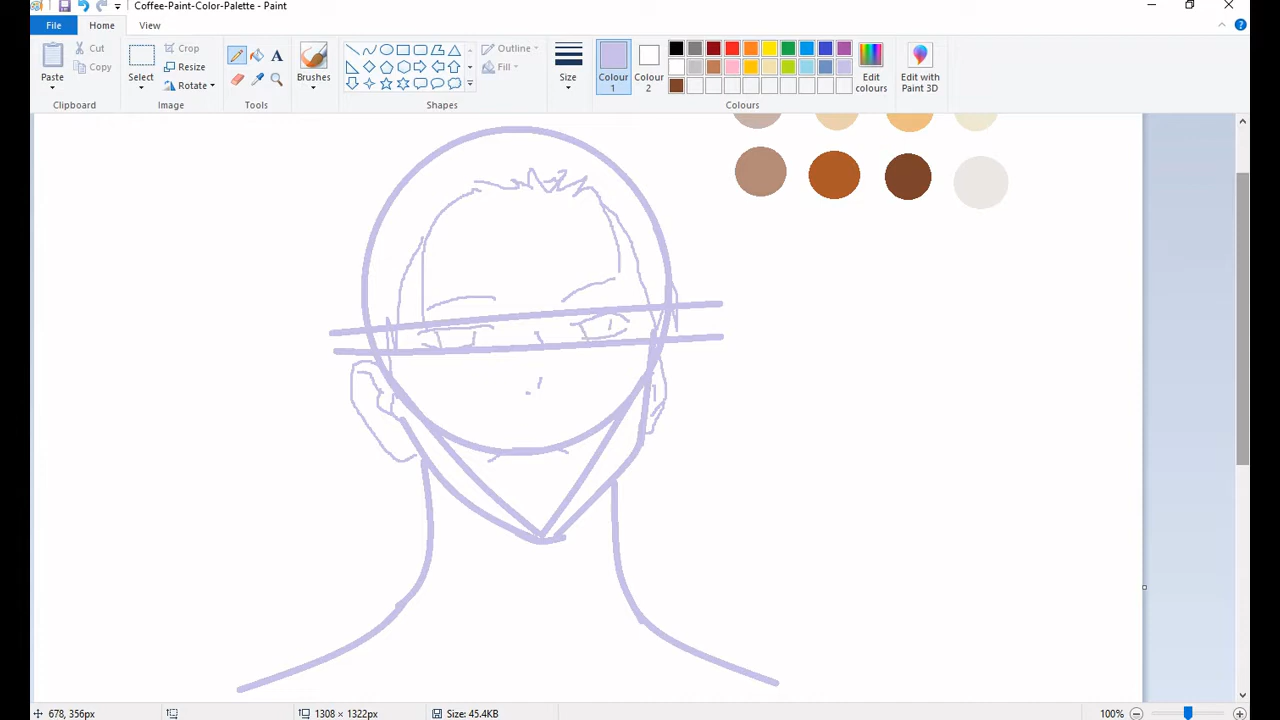 Coffee-Paint-Color-Palette - Paint
File Home View
Paste
Cut
Copy
Clipboard
Select
Crop
Resize
Rotate
Image
Tools
Brushes
Outline
Fill
Shapes
Size
Colour 1
Colour 2
Edit colours
Edit with Paint 3D
Colours
678, 356px
1308 × 1322px
Size: 45.4KB
100%